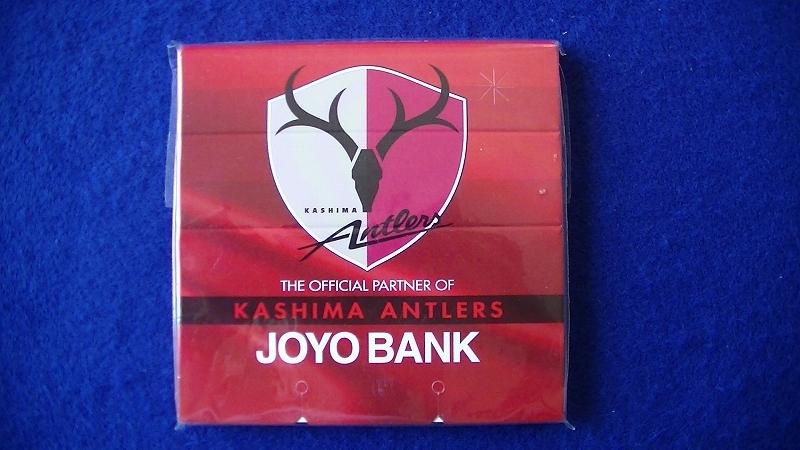 KASHIMA
Antlers
THE OFFICIAL PARTNER OF
KASHIMA ANTLERS
JOYO BANK